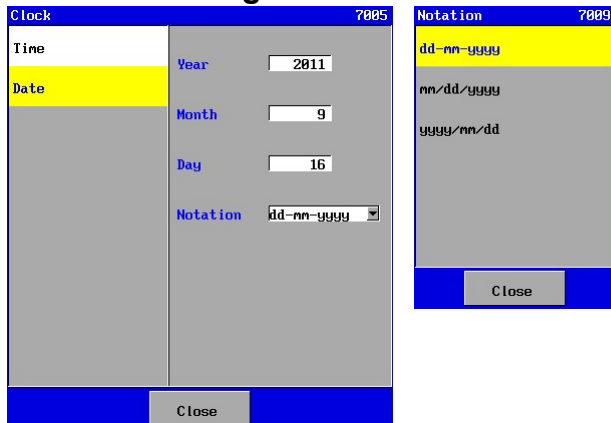 Clock 7005
Time
Date
Year 2011
Month 9
Day 16
Notation dd-mm-yyyy
Close
Notation 7009
dd-mm-yyyy
mm/dd/yyyy
yyyy/mm/dd
Close